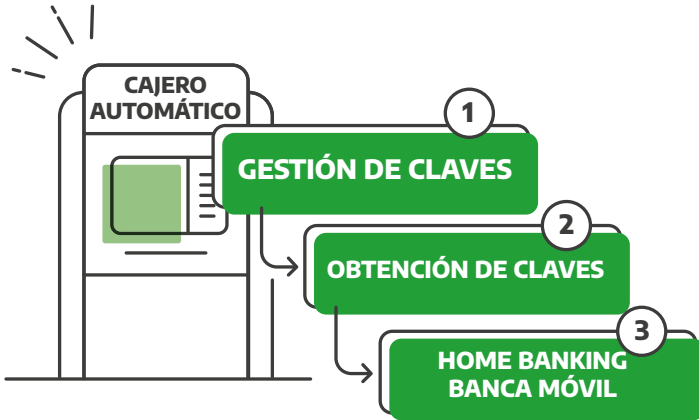 CAJERO
AUTOMÁTICO
1
GESTIÓN DE CLAVES
2
OBTENCIÓN DE CLAVES
3
HOME BANKING
BANCA MÓVIL